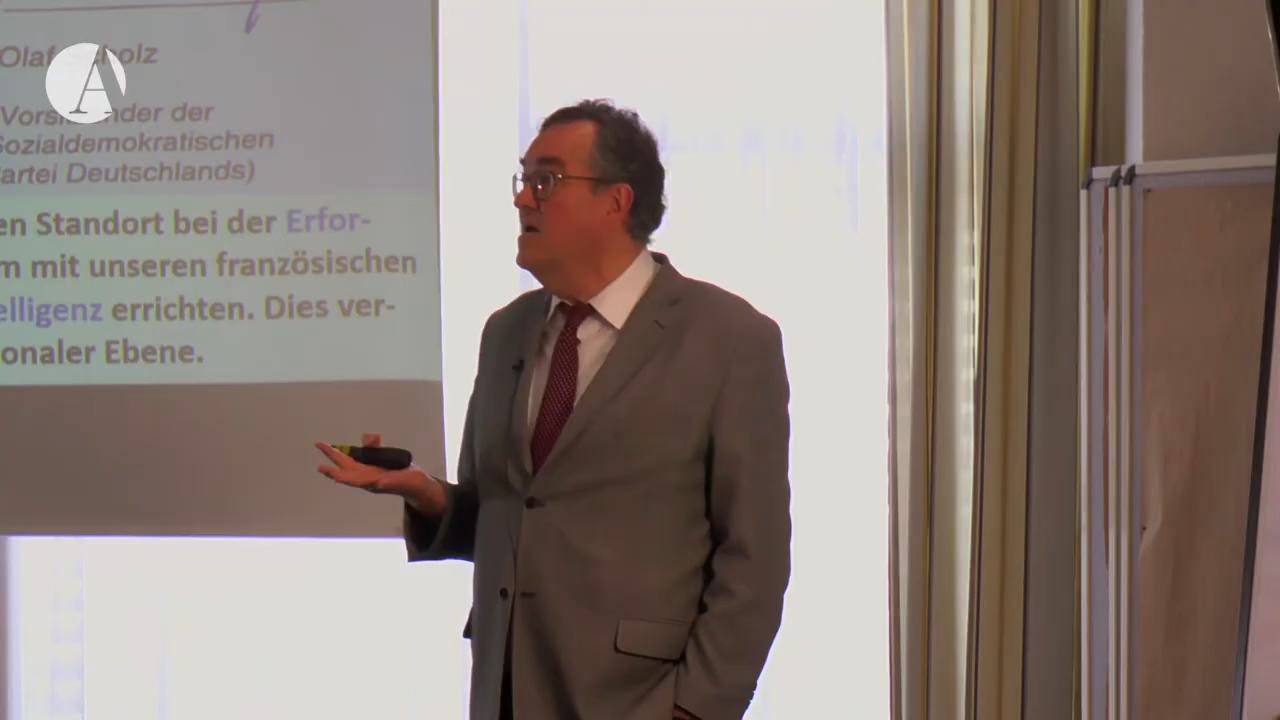 Olaf Scholz
Vorsitzender der
Sozialdemokratischen
artei Deutschlands)
en Standort bei der Erfor-
m mit unseren französischen
elligenz errichten. Dies ver-
onaler Ebene.
A